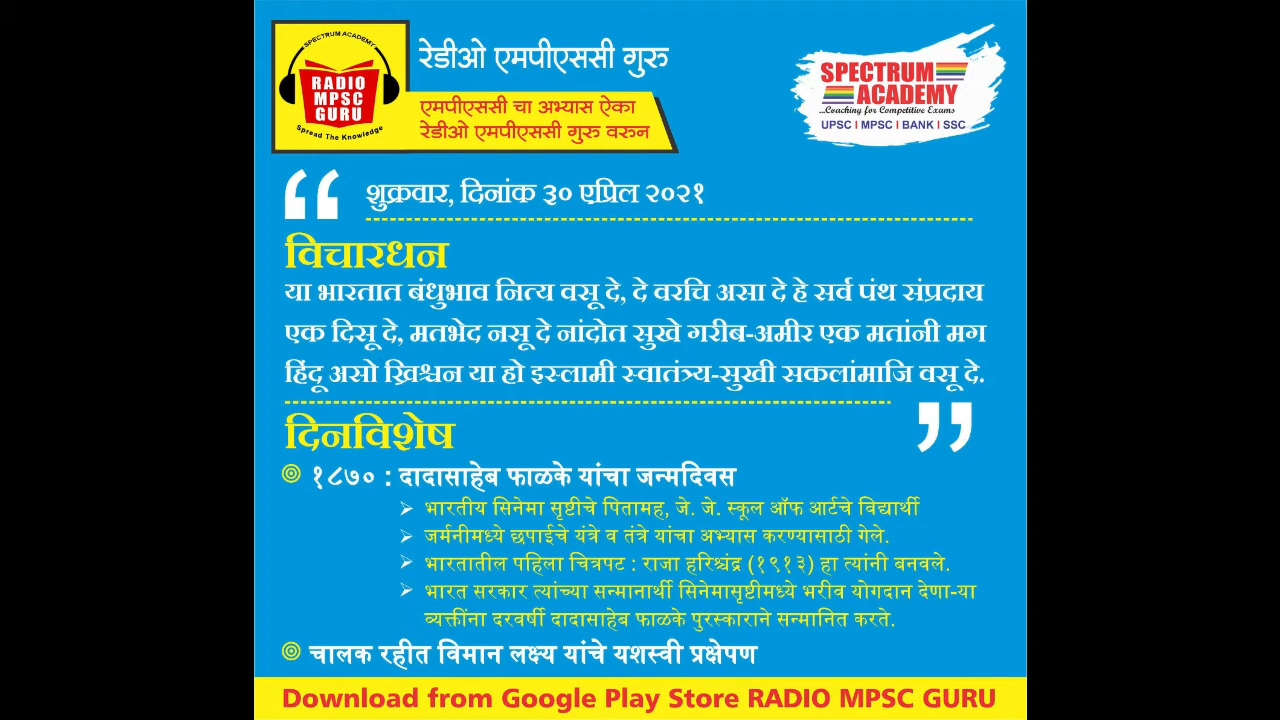 SPECTRUM ACADEMY
RADIO
MPSC
GURU
Spread The Knowledge
रेडीओ एमपीएससी गुरु
एमपीएससी चा अभ्यास ऐका
रेडीओ एमपीएससी गुरु वरुन
SPECTRUM
ACADEMY
...Coaching for Competitive Exams
UPSC I MPSC I BANK I SSC
“
शुक्रवार, दिनांक ३० एप्रिल २०२१
विचारधन
या भारतात बंधुभाव नित्य वसू दे, दे वरचि असा दे हे सर्व पंथ संप्रदाय
एक दिसू दे, मतभेद नसू दे नांदोत सुखे गरीब-अमीर एक मतांनी मग
हिंदू असो ख्रिश्चन या हो इस्लामी स्वातंत्र्य-सुखी सकलांमाजि वसू दे.
”
दिनविशेष
१८७० : दादासाहेब फाळके यांचा जन्मदिवस
भारतीय सिनेमा सृष्टीचे पितामह, जे. जे. स्कूल ऑफ आर्टचे विद्यार्थी
जर्मनीमध्ये छपाईचे यंत्रे व तंत्रे यांचा अभ्यास करण्यासाठी गेले.
भारतातील पहिला चित्रपट : राजा हरिश्चंद्र (१९१३) हा त्यांनी बनवले.
भारत सरकार त्यांच्या सन्मानार्थी सिनेमासृष्टीमध्ये भरीव योगदान देणा-या
व्यक्तींना दरवर्षी दादासाहेब फाळके पुरस्काराने सन्मानित करते.
चालक रहीत विमान लक्ष्य यांचे यशस्वी प्रक्षेपण
Download from Google Play Store RADIO MPSC GURU